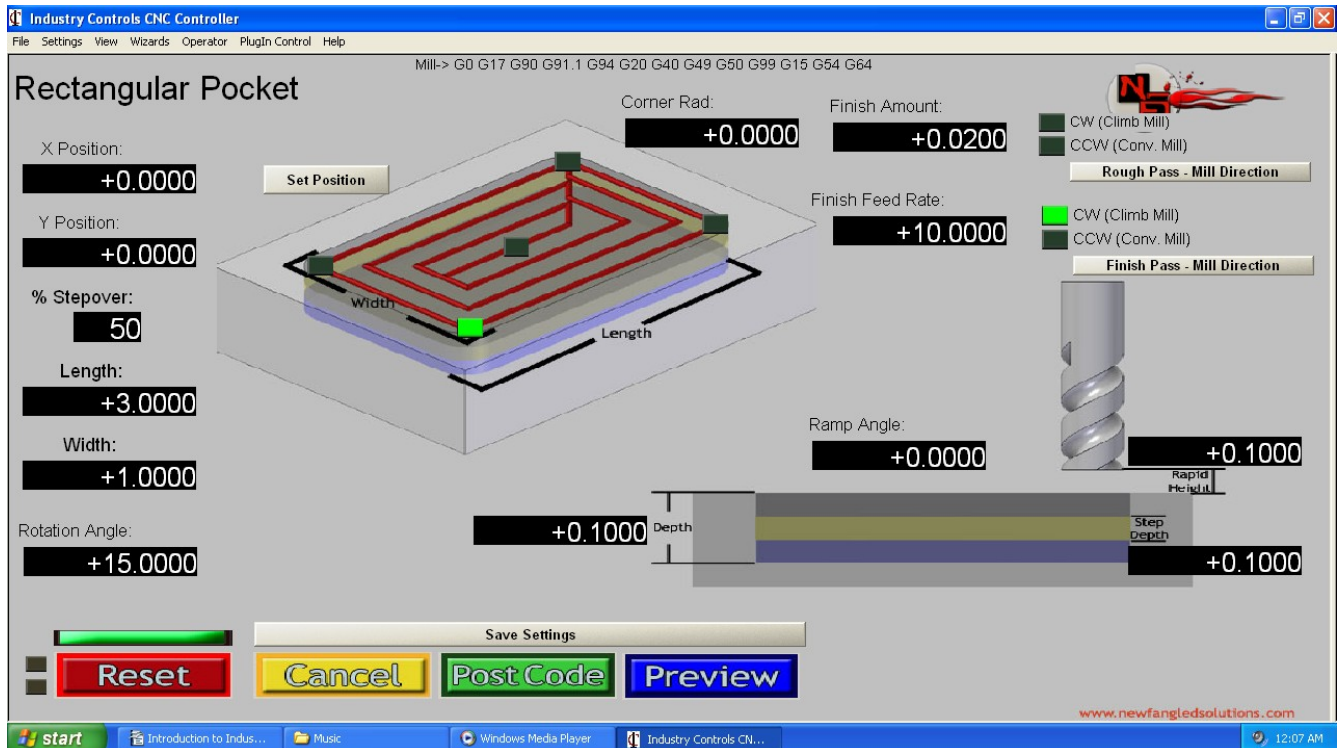 Industry Controls CNC Controller
File Settings View Wizards Operator PlugIn Control Help
Mill-> G0 G17 G90 G91.1 G94 G20 G40 G49 G50 G99 G15 G54 G64
Rectangular Pocket
Corner Rad:
+0.0000
Finish Amount:
+0.0200
CW (Climb Mill)
CCW (Conv. Mill)
Rough Pass - Mill Direction
X Position:
+0.0000
Set Position
Y Position:
+0.0000
Finish Feed Rate:
+10.0000
CW (Climb Mill)
CCW (Conv. Mill)
Finish Pass - Mill Direction
% Stepover:
50
Width
Length
Length:
+3.0000
Width:
+1.0000
Ramp Angle:
+0.0000
+0.1000
Rapid
Height
Rotation Angle:
+15.0000
+0.1000
Depth
Step
Depth
+0.1000
Save Settings
Reset
Cancel
Post Code
Preview
www.newfangledsolutions.com
start
Introduction to Indus...
Music
Windows Media Player
Industry Controls CN...
12:07 AM